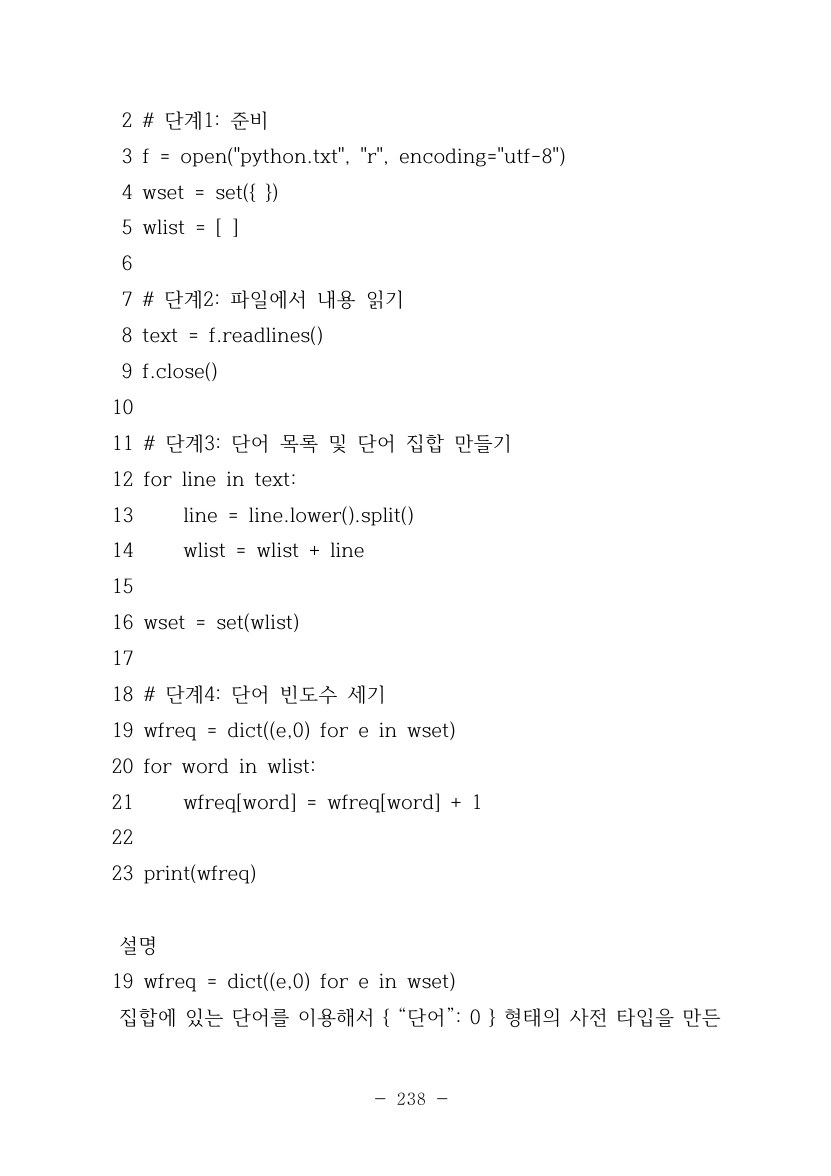 2 # 단계1: 준비
3 f = open("python.txt", "r", encoding="utf-8")
4 wset = set({ })
5 wlist = [ ]
6
7 # 단계2: 파일에서 내용 읽기
8 text = f.readlines()
9 f.close()
10
11 # 단계3: 단어 목록 및 단어 집합 만들기
12 for line in text:
13     line = line.lower().split()
14     wlist = wlist + line
15
16 wset = set(wlist)
17
18 # 단계4: 단어 빈도수 세기
19 wfreq = dict((e,0) for e in wset)
20 for word in wlist:
21     wfreq[word] = wfreq[word] + 1
22
23 print(wfreq)
설명
19 wfreq = dict((e,0) for e in wset)
집합에 있는 단어를 이용해서 { “단어”: 0 } 형태의 사전 타입을 만든
- 238 -